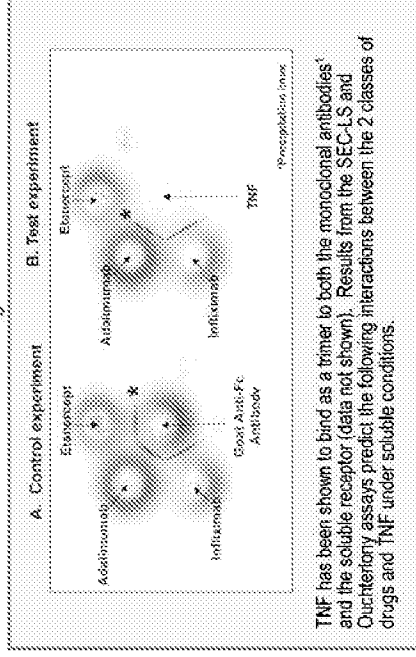 A. Control experiment
B. Test experiment
Etanercept
Etanercept
Adalimumab
Adalimumab
*
*
Infliximab
Infliximab
Goat Anti-Fc
Antibody
TNF
*Precipitation lines
TNF has been shown to bind as a trimer to both the monoclonal antibodies¹
and the soluble receptor (data not shown). Results from the SEC-LS and
Ouchterlony assays predict the following interactions between the 2 classes of
drugs and TNF under soluble conditions.